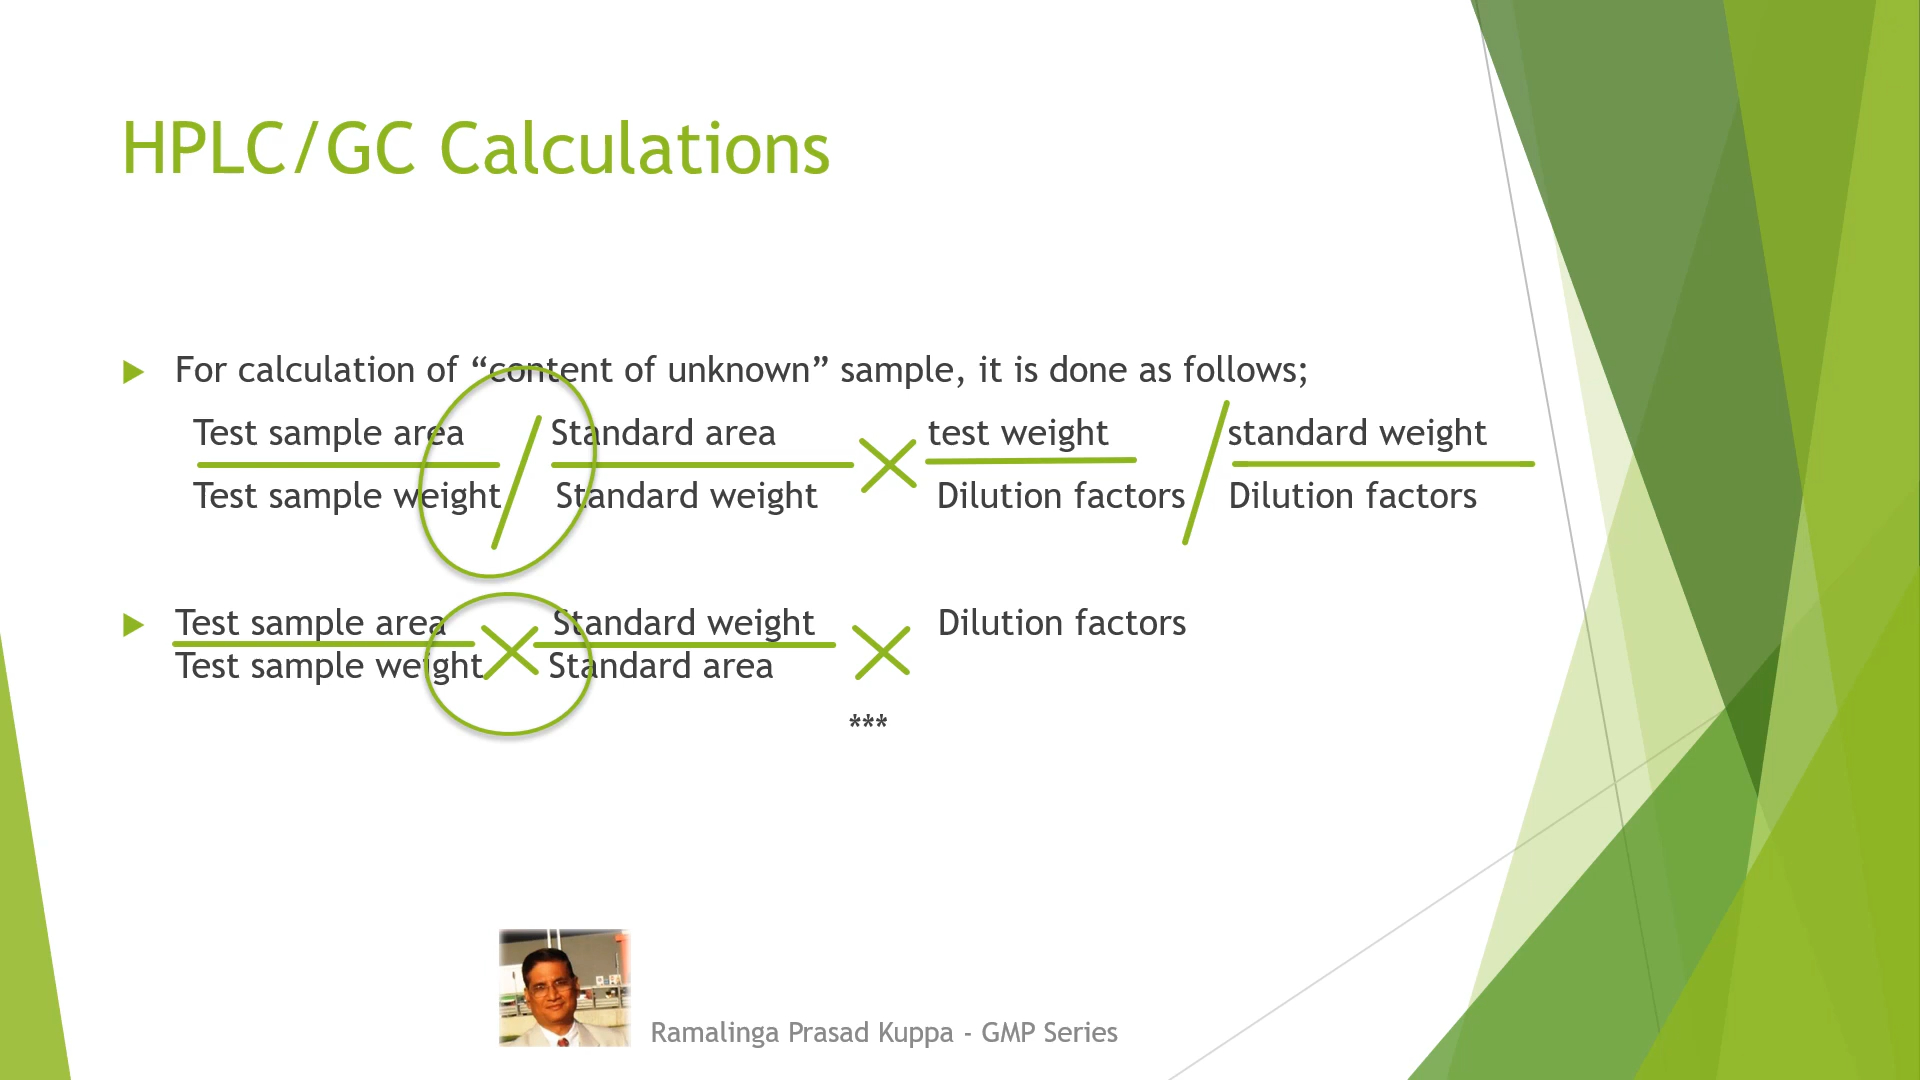 HPLC/GC Calculations
For calculation of “content of unknown” sample, it is done as follows;
Test sample area / Standard area × test weight / standard weight
Test sample weight Standard weight Dilution factors Dilution factors
Test sample area × Standard weight × Dilution factors
Test sample weight Standard area
***
Ramalinga Prasad Kuppa - GMP Series